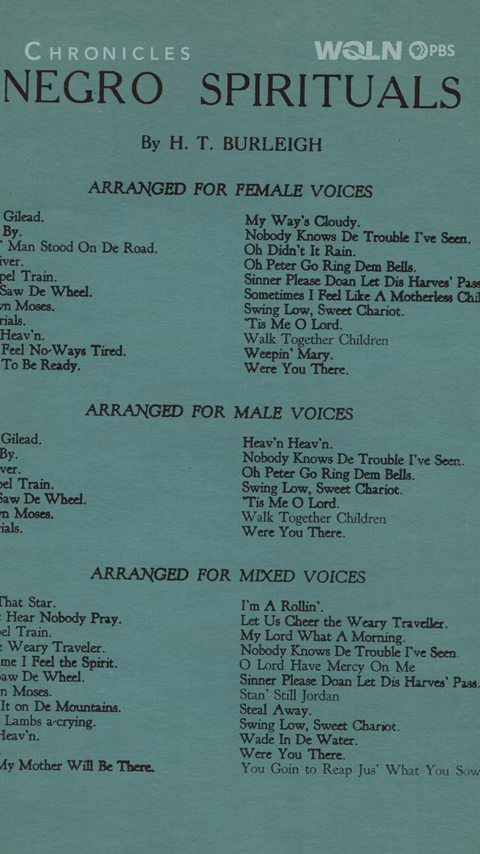 CHRONICLES
WQLN PBS
NEGRO SPIRITUALS
By H. T. BURLEIGH
ARRANGED FOR FEMALE VOICES
Gilead.
By.
' Man Stood On De Road.
iver.
pel Train.
Saw De Wheel.
wn Moses.
rials.
Heav'n.
Feel No-Ways Tired.
To Be Ready.
My Way's Cloudy.
Nobody Knows De Trouble I've Seen.
Oh Didn't It Rain.
Oh Peter Go Ring Dem Bells.
Sinner Please Doan Let Dis Harves' Pass
Sometimes I Feel Like A Motherless Chil
Swing Low, Sweet Chariot.
'Tis Me O Lord.
Walk Together Children
Weepin' Mary.
Were You There.
ARRANGED FOR MALE VOICES
Gilead.
By.
ver.
pel Train.
Saw De Wheel.
n Moses.
ials.
Heav'n Heav'n.
Nobody Knows De Trouble I've Seen.
Oh Peter Go Ring Dem Bells.
Swing Low, Sweet Chariot.
'Tis Me O Lord.
Walk Together Children
Were You There.
ARRANGED FOR MIXED VOICES
That Star.
t Hear Nobody Pray.
pel Train.
e Weary Traveler.
me I Feel the Spirit.
Saw De Wheel.
n Moses.
It on De Mountains.
Lambs a-crying.
Heav'n.
My Mother Will Be There.
I'm A Rollin'.
Let Us Cheer the Weary Traveller.
My Lord What A Morning.
Nobody Knows De Trouble I've Seen
O Lord Have Mercy On Me
Sinner Please Doan Let Dis Harves' Pass.
Stan' Still Jordan
Steal Away.
Swing Low, Sweet Chariot.
Wade In De Water.
Were You There.
You Goin to Reap Jus' What You Sow